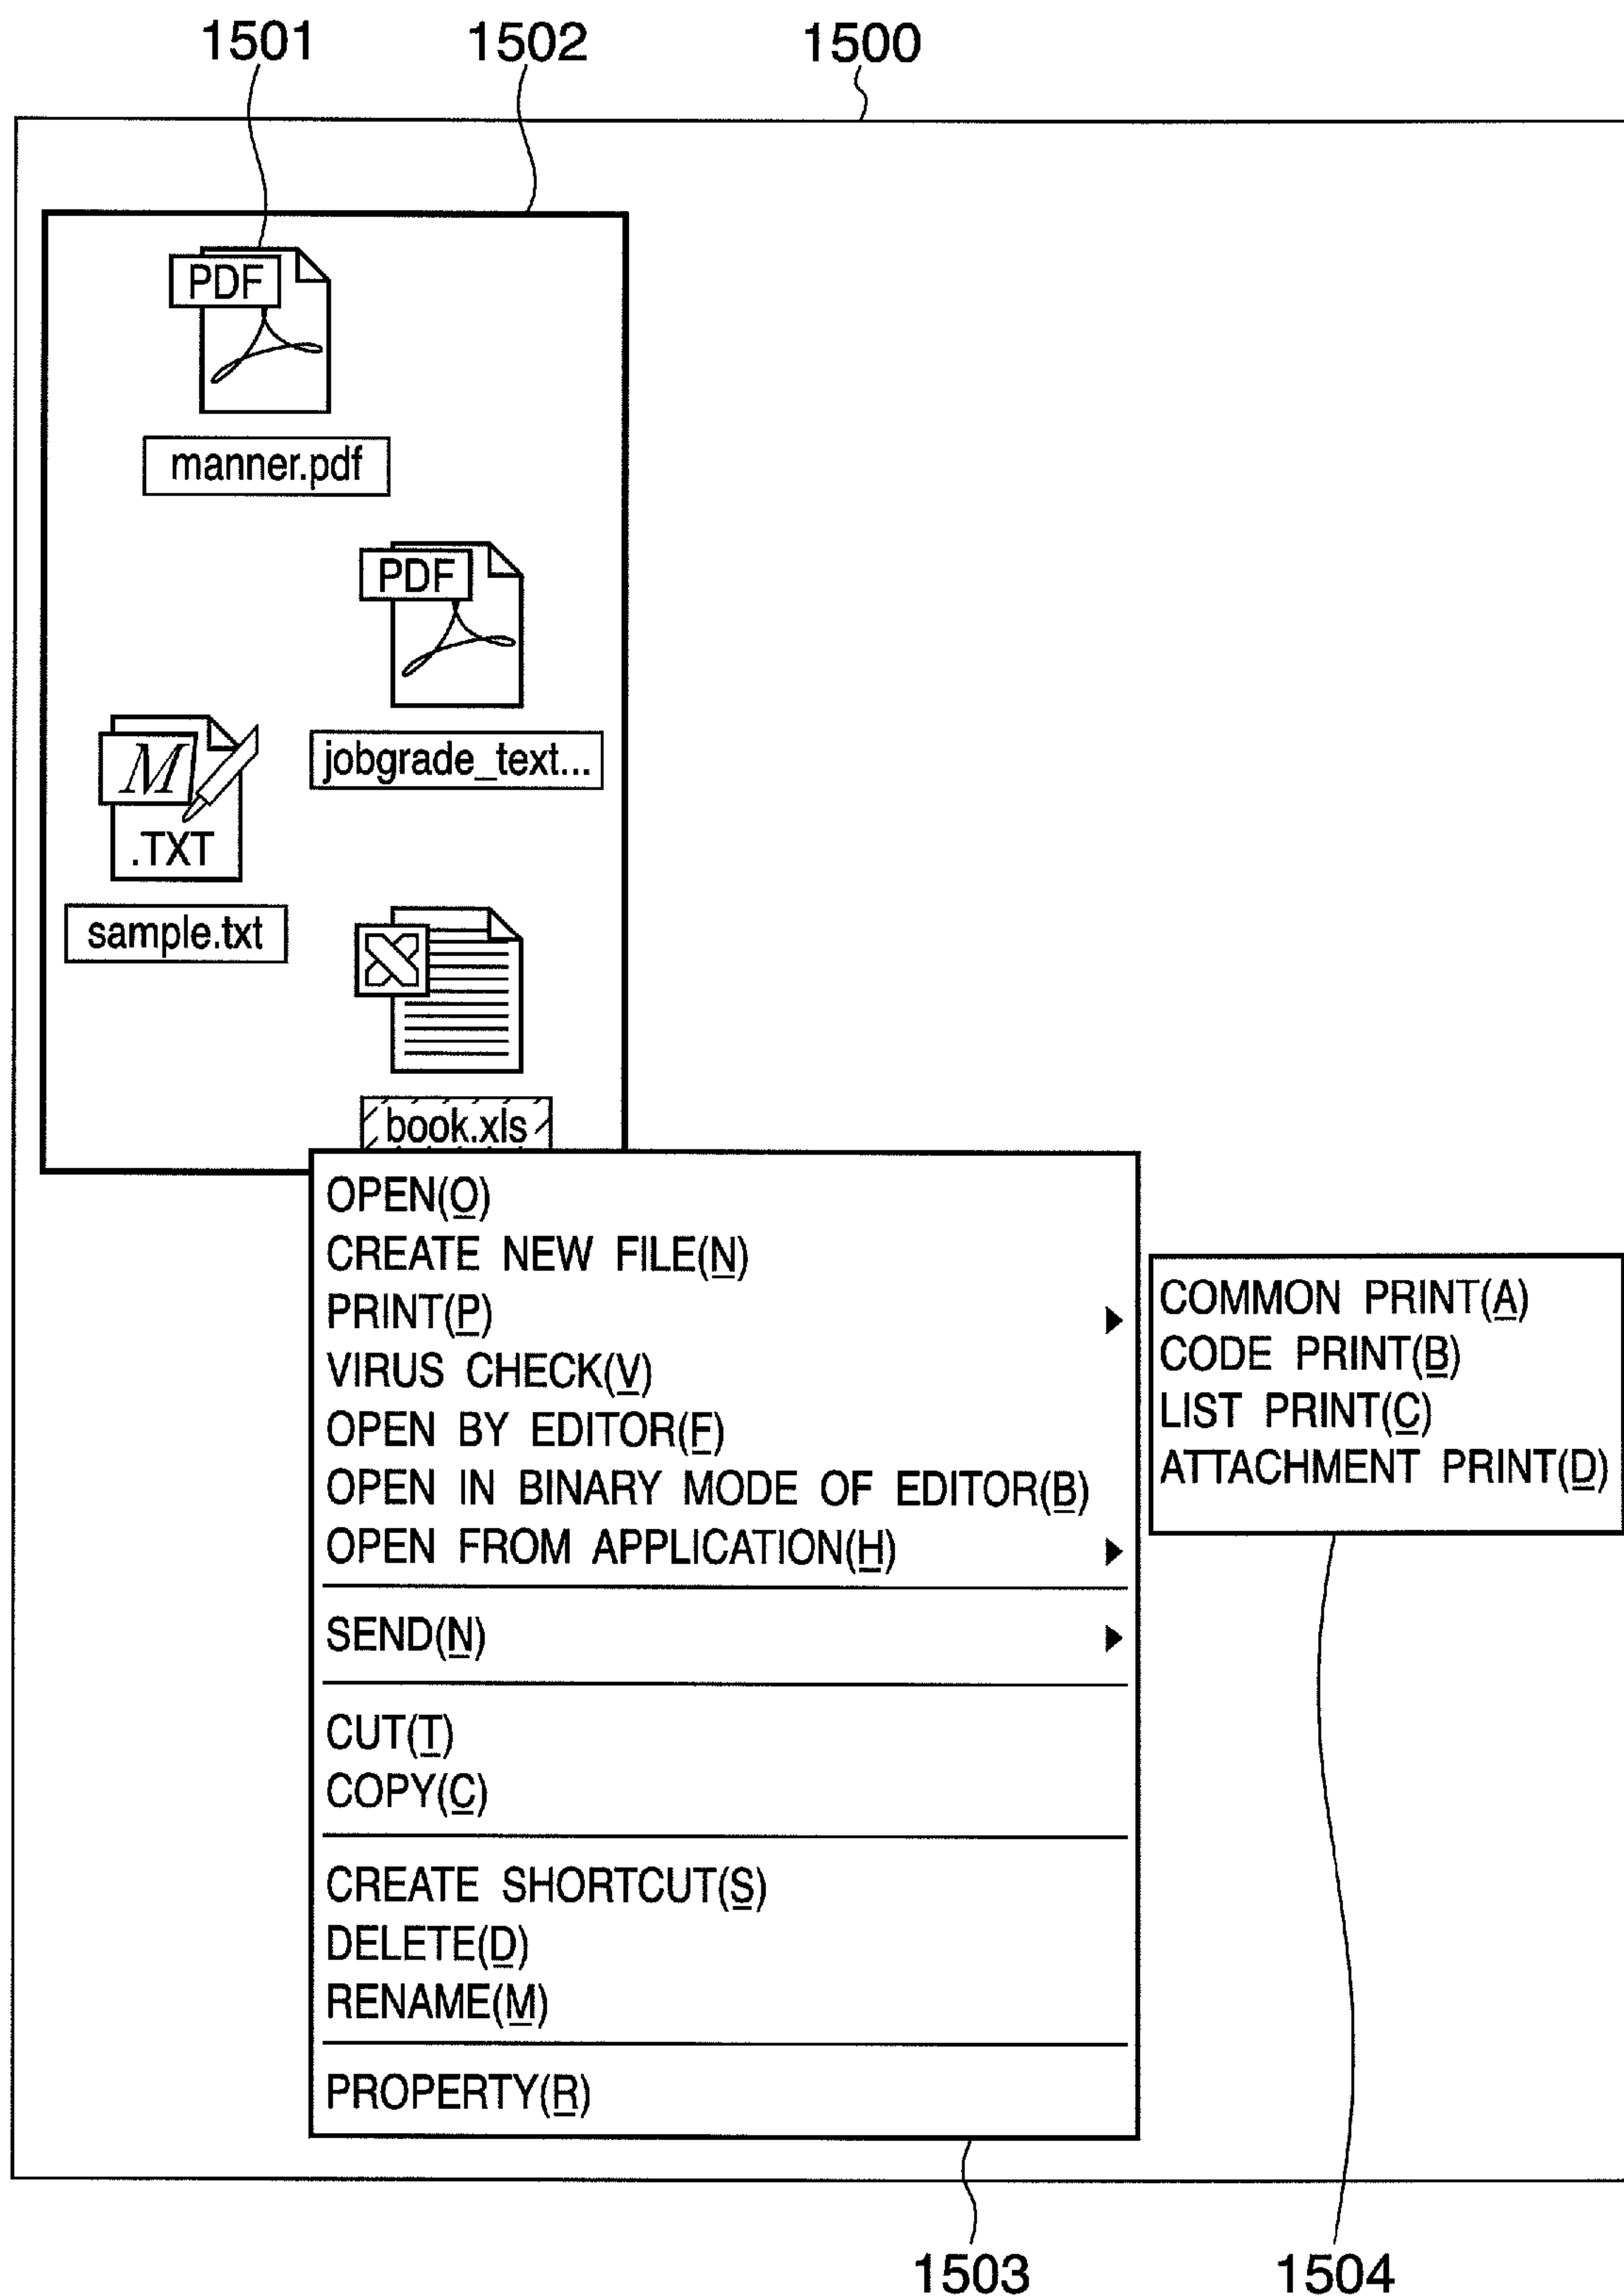 1501 1502 1500
PDF
manner.pdf
PDF
jobgrade_text...
M
.TXT
sample.txt
book.xls
OPEN(O)
CREATE NEW FILE(N)
PRINT(P)
VIRUS CHECK(V)
OPEN BY EDITOR(F)
OPEN IN BINARY MODE OF EDITOR(B)
OPEN FROM APPLICATION(H)
SEND(N)
CUT(T)
COPY(C)
CREATE SHORTCUT(S)
DELETE(D)
RENAME(M)
PROPERTY(R)
COMMON PRINT(A)
CODE PRINT(B)
LIST PRINT(C)
ATTACHMENT PRINT(D)
1503 1504